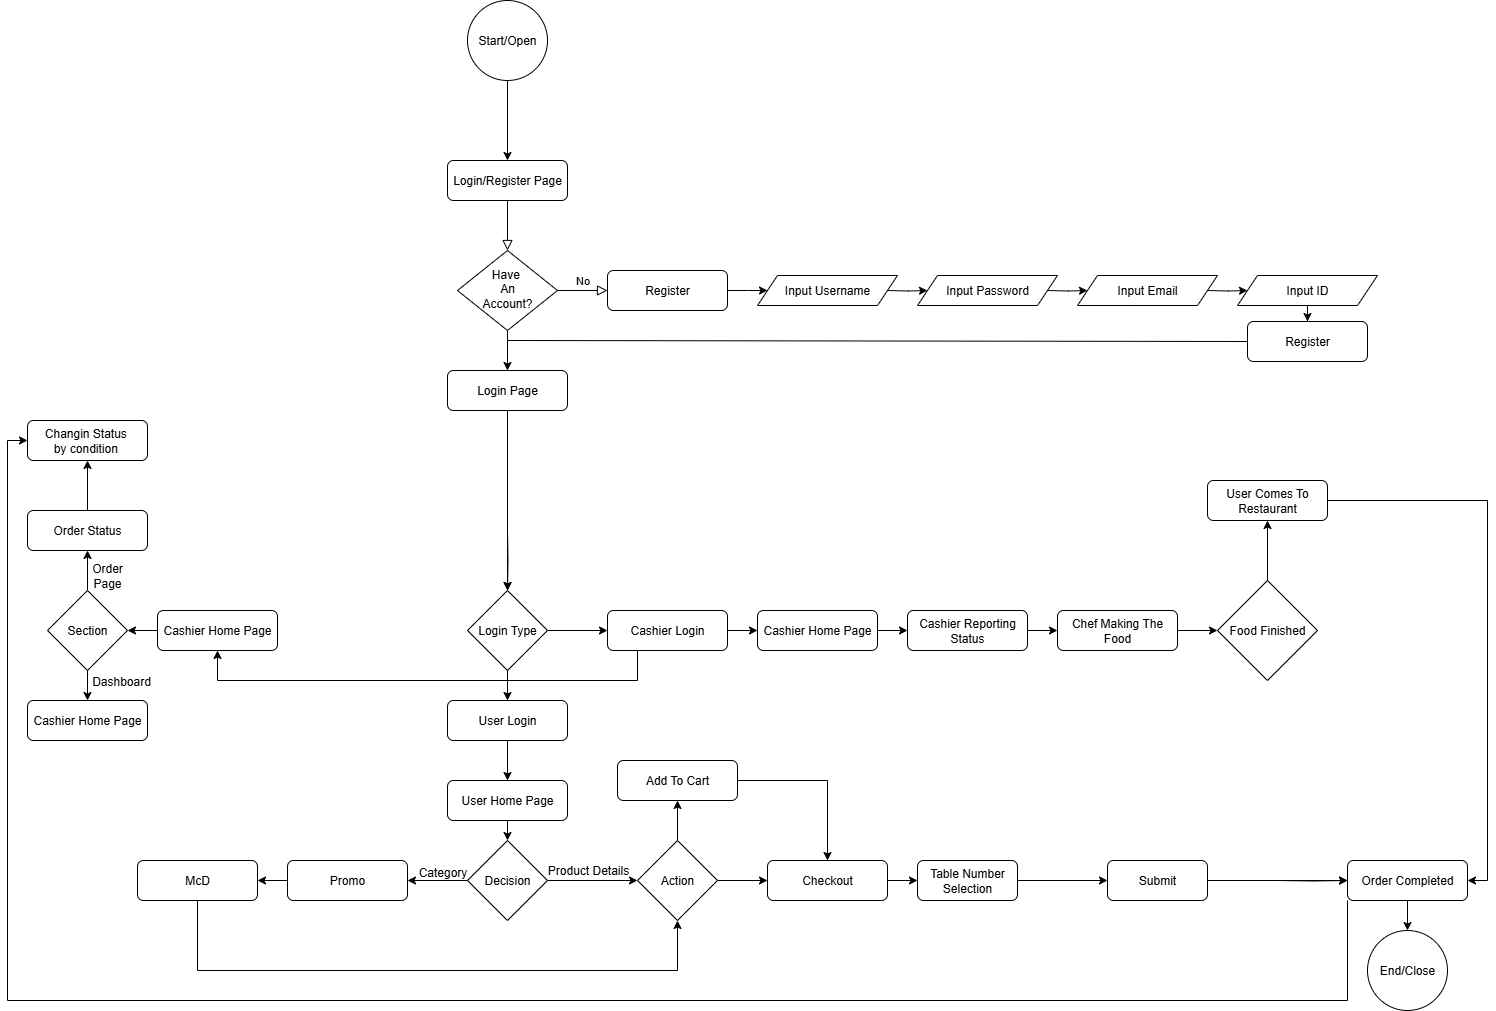 Start/Open
Login/Register Page
Have
An
Account?
No
Register
Input Username
Input Password
Input Email
Input ID
Register
Login Page
Changin Status
by condition
Order Status
Order
Page
Section
Cashier Home Page
Dashboard
Cashier Home Page
Login Type
Cashier Login
Cashier Home Page
Cashier Reporting
Status
Chef Making The
Food
Food Finished
User Comes To
Restaurant
User Login
User Home Page
Add To Cart
McD
Promo
Category
Decision
Product Details
Action
Checkout
Table Number
Selection
Submit
Order Completed
End/Close